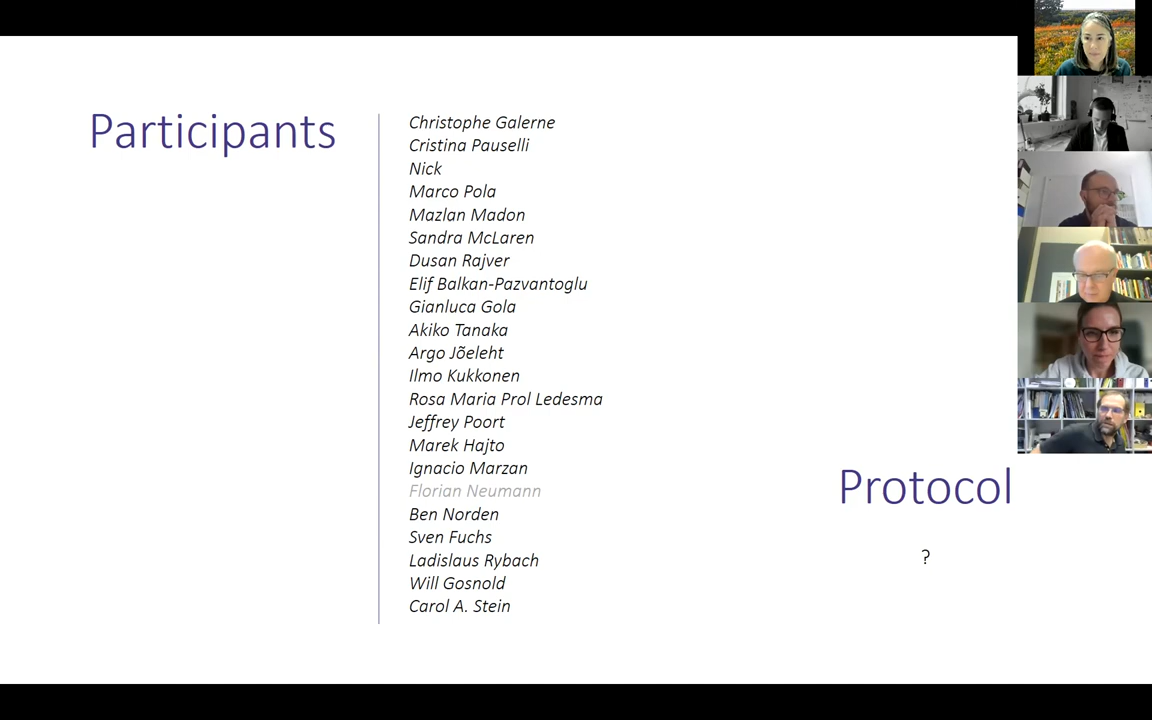 Participants
Christophe Galerne
Cristina Pauselli
Nick
Marco Pola
Mazlan Madon
Sandra McLaren
Dusan Rajver
Elif Balkan-Pazvantoglu
Gianluca Gola
Akiko Tanaka
Argo Jõeleht
Ilmo Kukkonen
Rosa Maria Prol Ledesma
Jeffrey Poort
Marek Hajto
Ignacio Marzan
Florian Neumann
Ben Norden
Sven Fuchs
Ladislaus Rybach
Will Gosnold
Carol A. Stein
Protocol
?